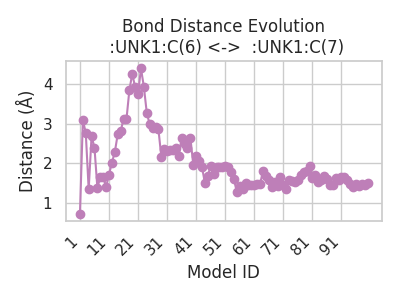 Bond Distance Evolution
:UNK1:C(6) <->  :UNK1:C(7)
Distance (Å)
4
3
2
1
1 11 21 31 41 51 61 71 81 91
Model ID